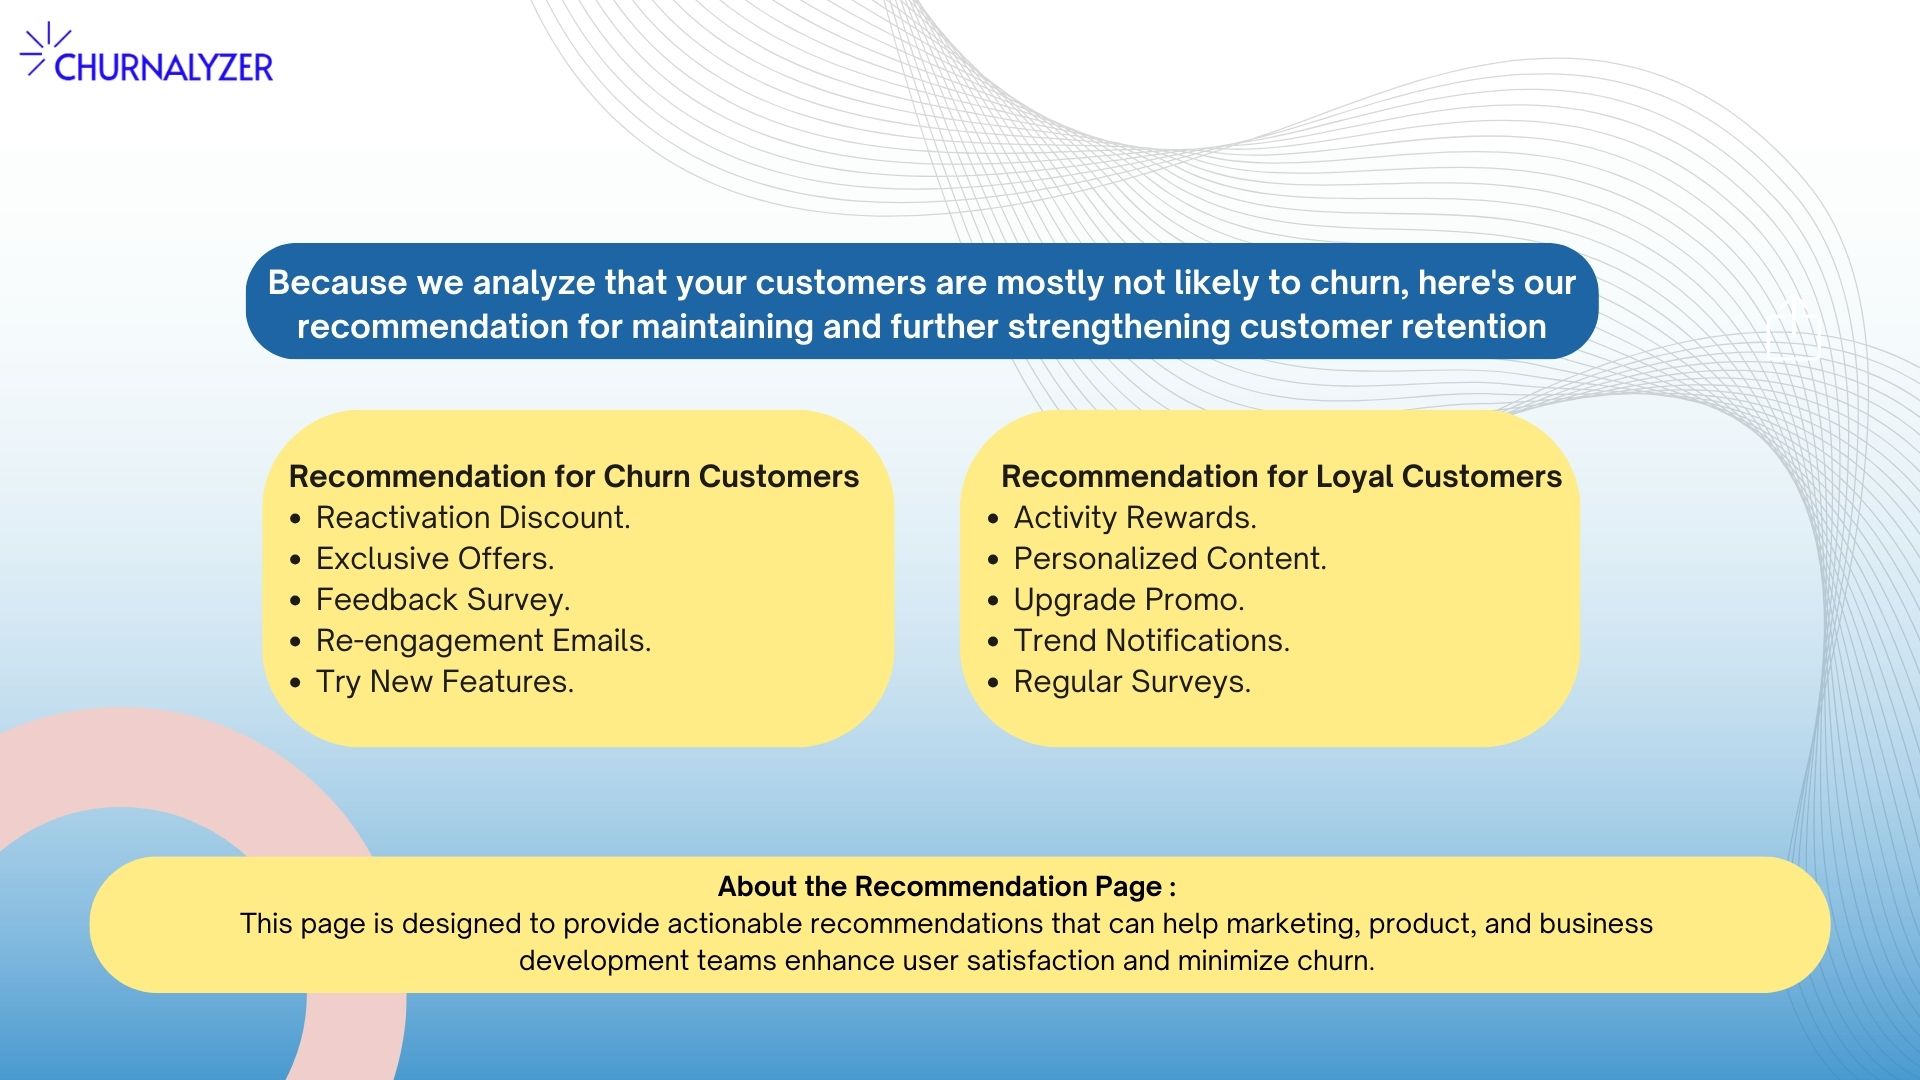 CHURNALYZER
Because we analyze that your customers are mostly not likely to churn, here's our
recommendation for maintaining and further strengthening customer retention
Recommendation for Churn Customers
• Reactivation Discount.
• Exclusive Offers.
• Feedback Survey.
• Re-engagement Emails.
• Try New Features.
Recommendation for Loyal Customers
• Activity Rewards.
• Personalized Content.
• Upgrade Promo.
• Trend Notifications.
• Regular Surveys.
About the Recommendation Page :
This page is designed to provide actionable recommendations that can help marketing, product, and business
development teams enhance user satisfaction and minimize churn.